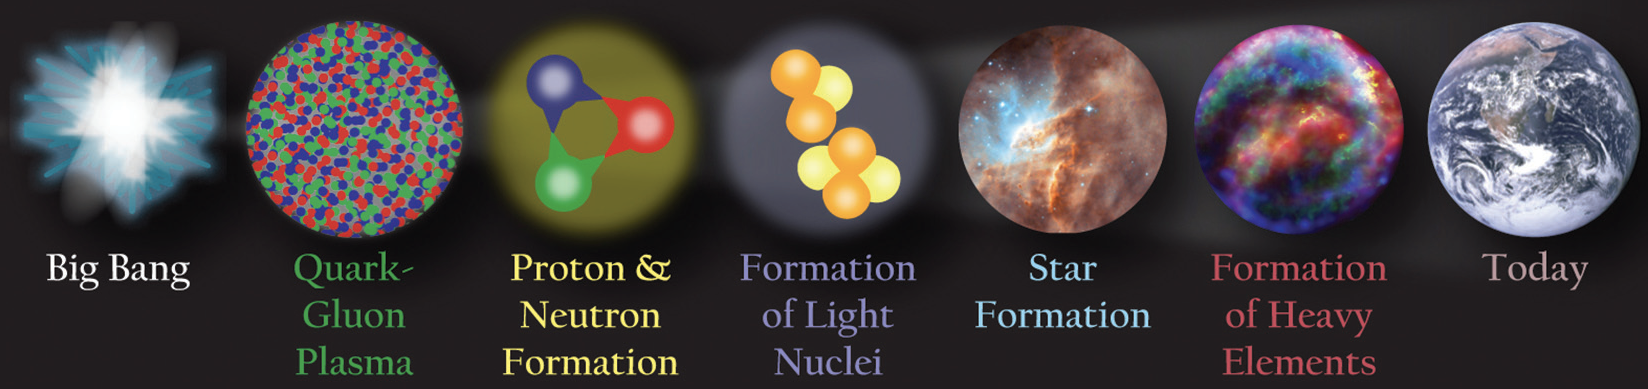 Big Bang
Quark-
Gluon
Plasma
Proton &
Neutron
Formation
Formation
of Light
Nuclei
Star
Formation
Formation
of Heavy
Elements
Today